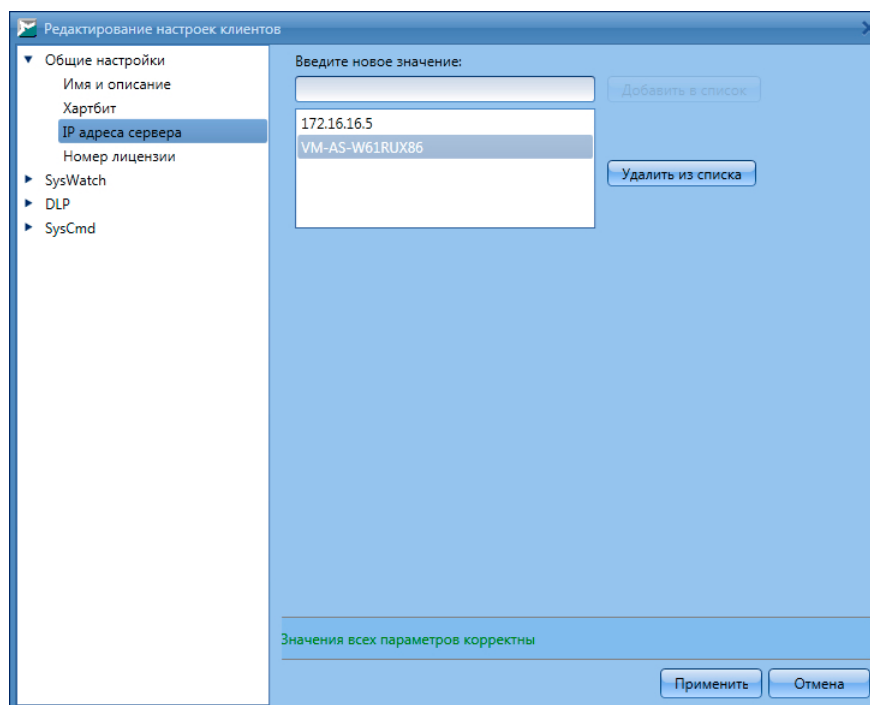 Редактирование настроек клиентов
Общие настройки
Имя и описание
Хартбит
IP адреса сервера
Номер лицензии
SysWatch
DLP
SysCmd
Введите новое значение:
Добавить в список
172.16.16.5
VM-AS-W61RUX86
Удалить из списка
Значения всех параметров корректны
Применить
Отмена